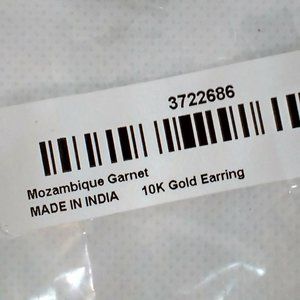 3722686
Mozambique Garnet
MADE IN INDIA 10K Gold Earring